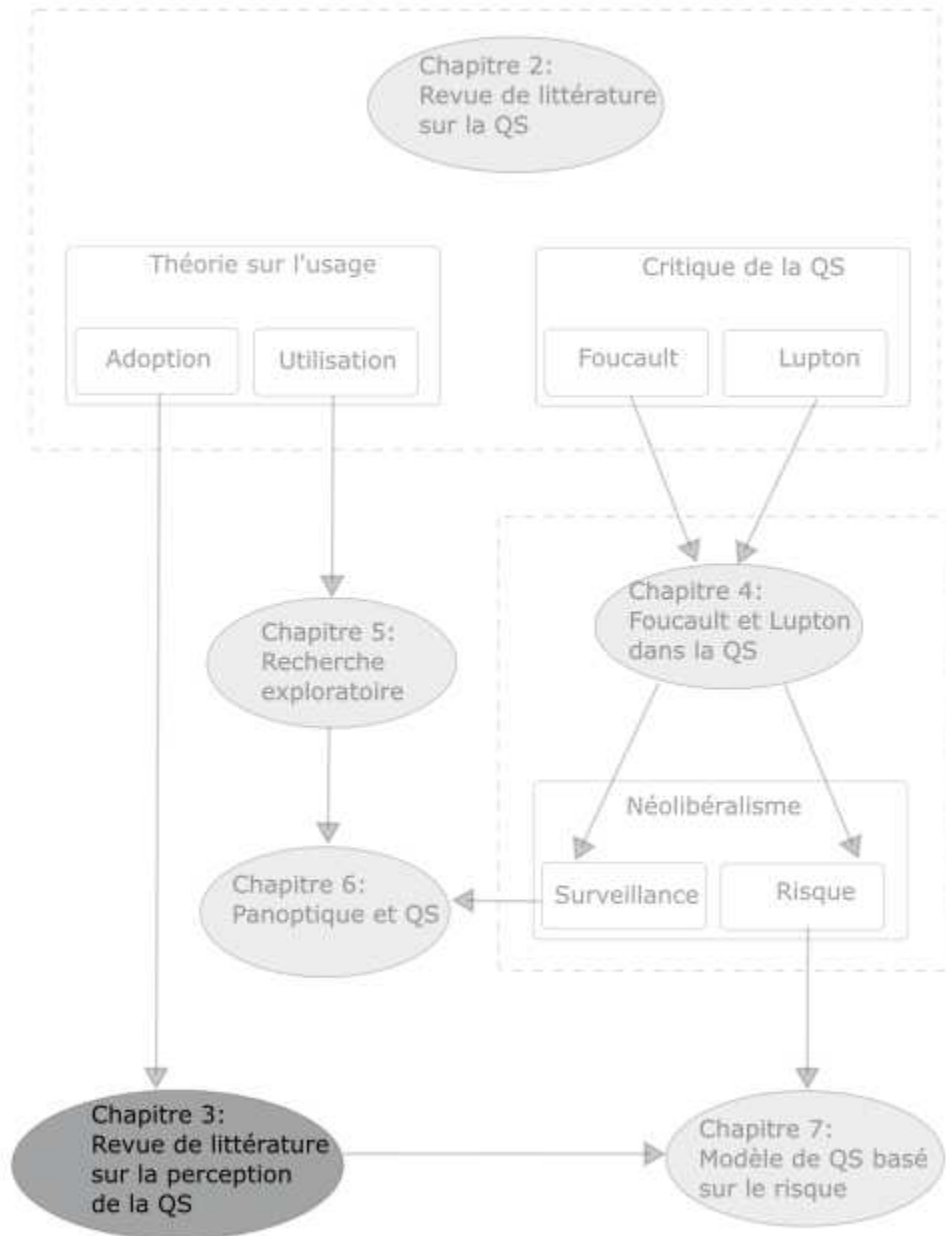 Chapitre 2:
Revue de littérature
sur la QS
Théorie sur l'usage
Adoption
Utilisation
Critique de la QS
Foucault
Lupton
Chapitre 4:
Foucault et Lupton
dans la QS
Chapitre 5:
Recherche
exploratoire
Néolibéralisme
Surveillance
Risque
Chapitre 6:
Panoptique et QS
Chapitre 3:
Revue de littérature
sur la perception
de la QS
Chapitre 7:
Modèle de QS basé
sur le risque